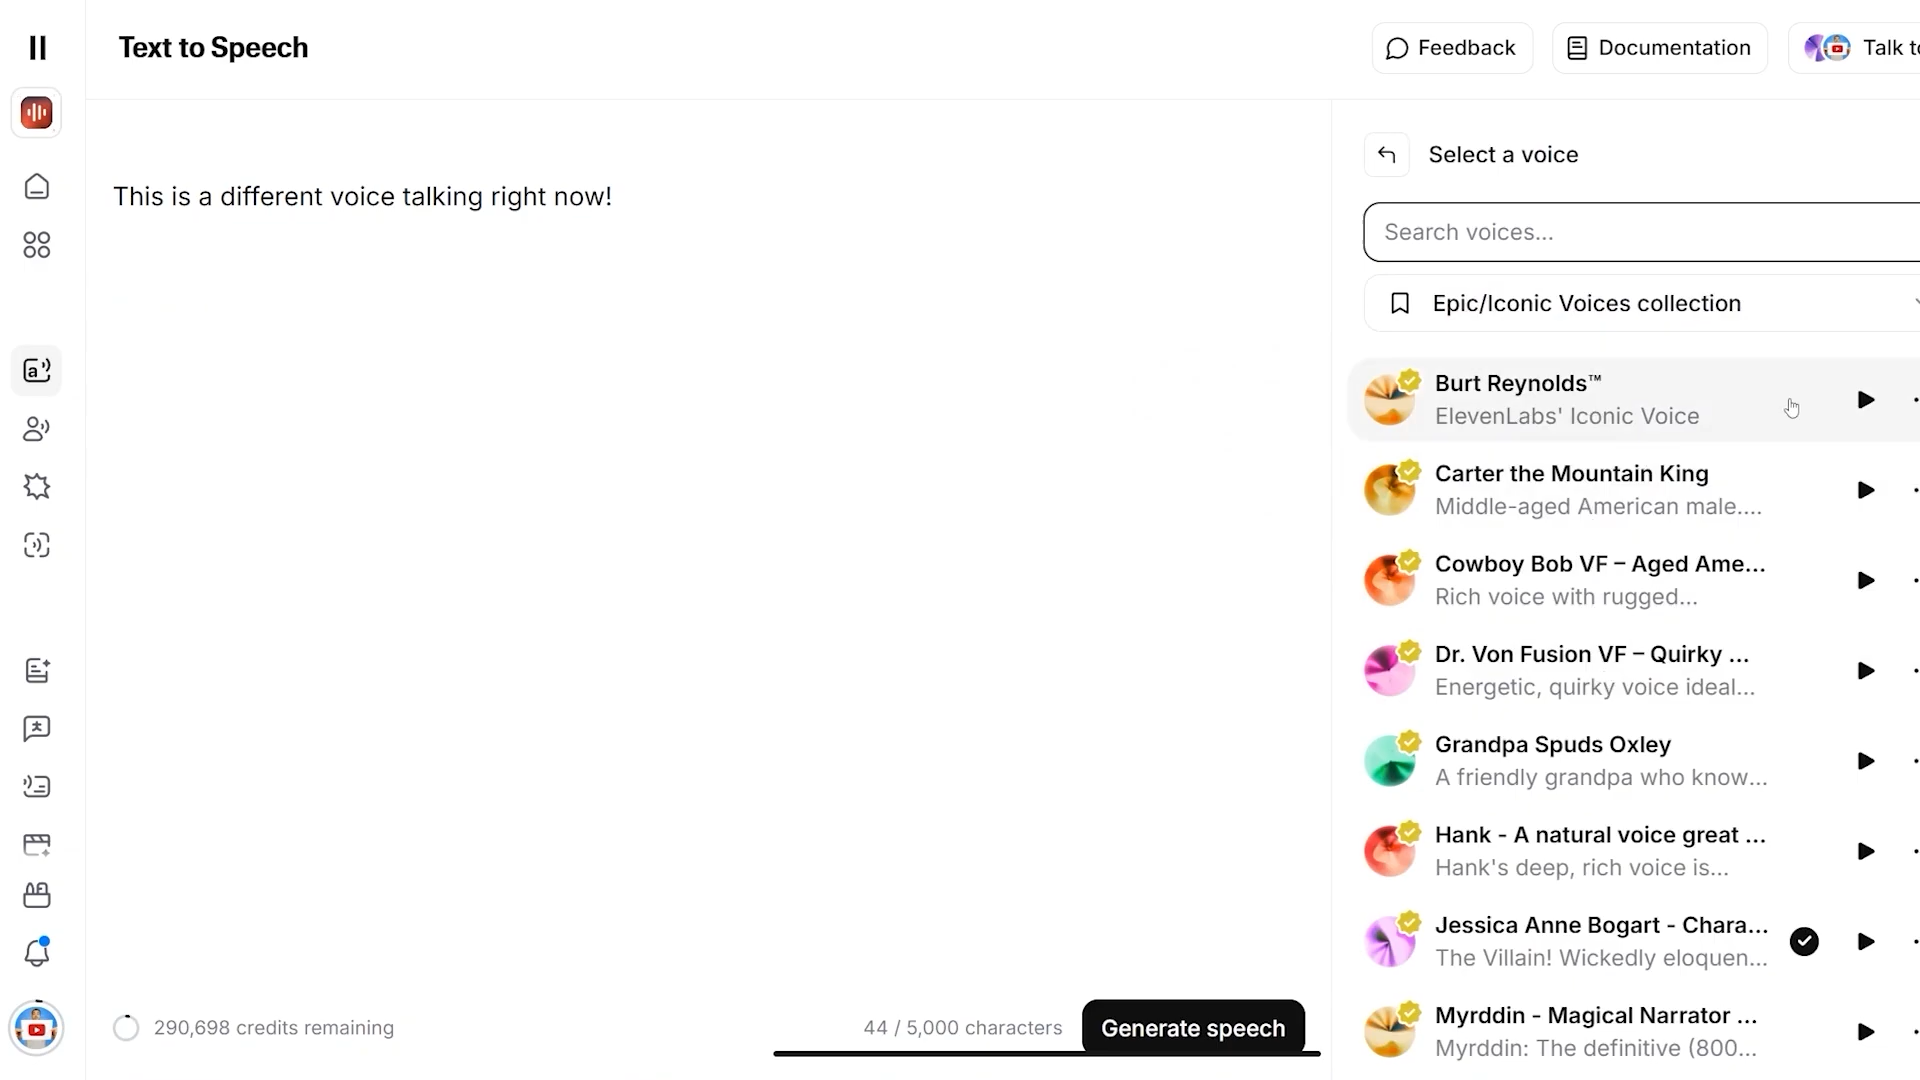 Text to Speech
Feedback
Documentation
Talk to
This is a different voice talking right now!
Select a voice
Search voices...
Epic/Iconic Voices collection
Burt Reynolds™
ElevenLabs' Iconic Voice
Carter the Mountain King
Middle-aged American male....
Cowboy Bob VF – Aged Ame...
Rich voice with rugged...
Dr. Von Fusion VF – Quirky ...
Energetic, quirky voice ideal...
Grandpa Spuds Oxley
A friendly grandpa who know...
Hank - A natural voice great ...
Hank's deep, rich voice is...
Jessica Anne Bogart - Chara...
The Villain! Wickedly eloquen...
Myrddin - Magical Narrator ...
Myrddin: The definitive (800...
290,698 credits remaining
44 / 5,000 characters
Generate speech